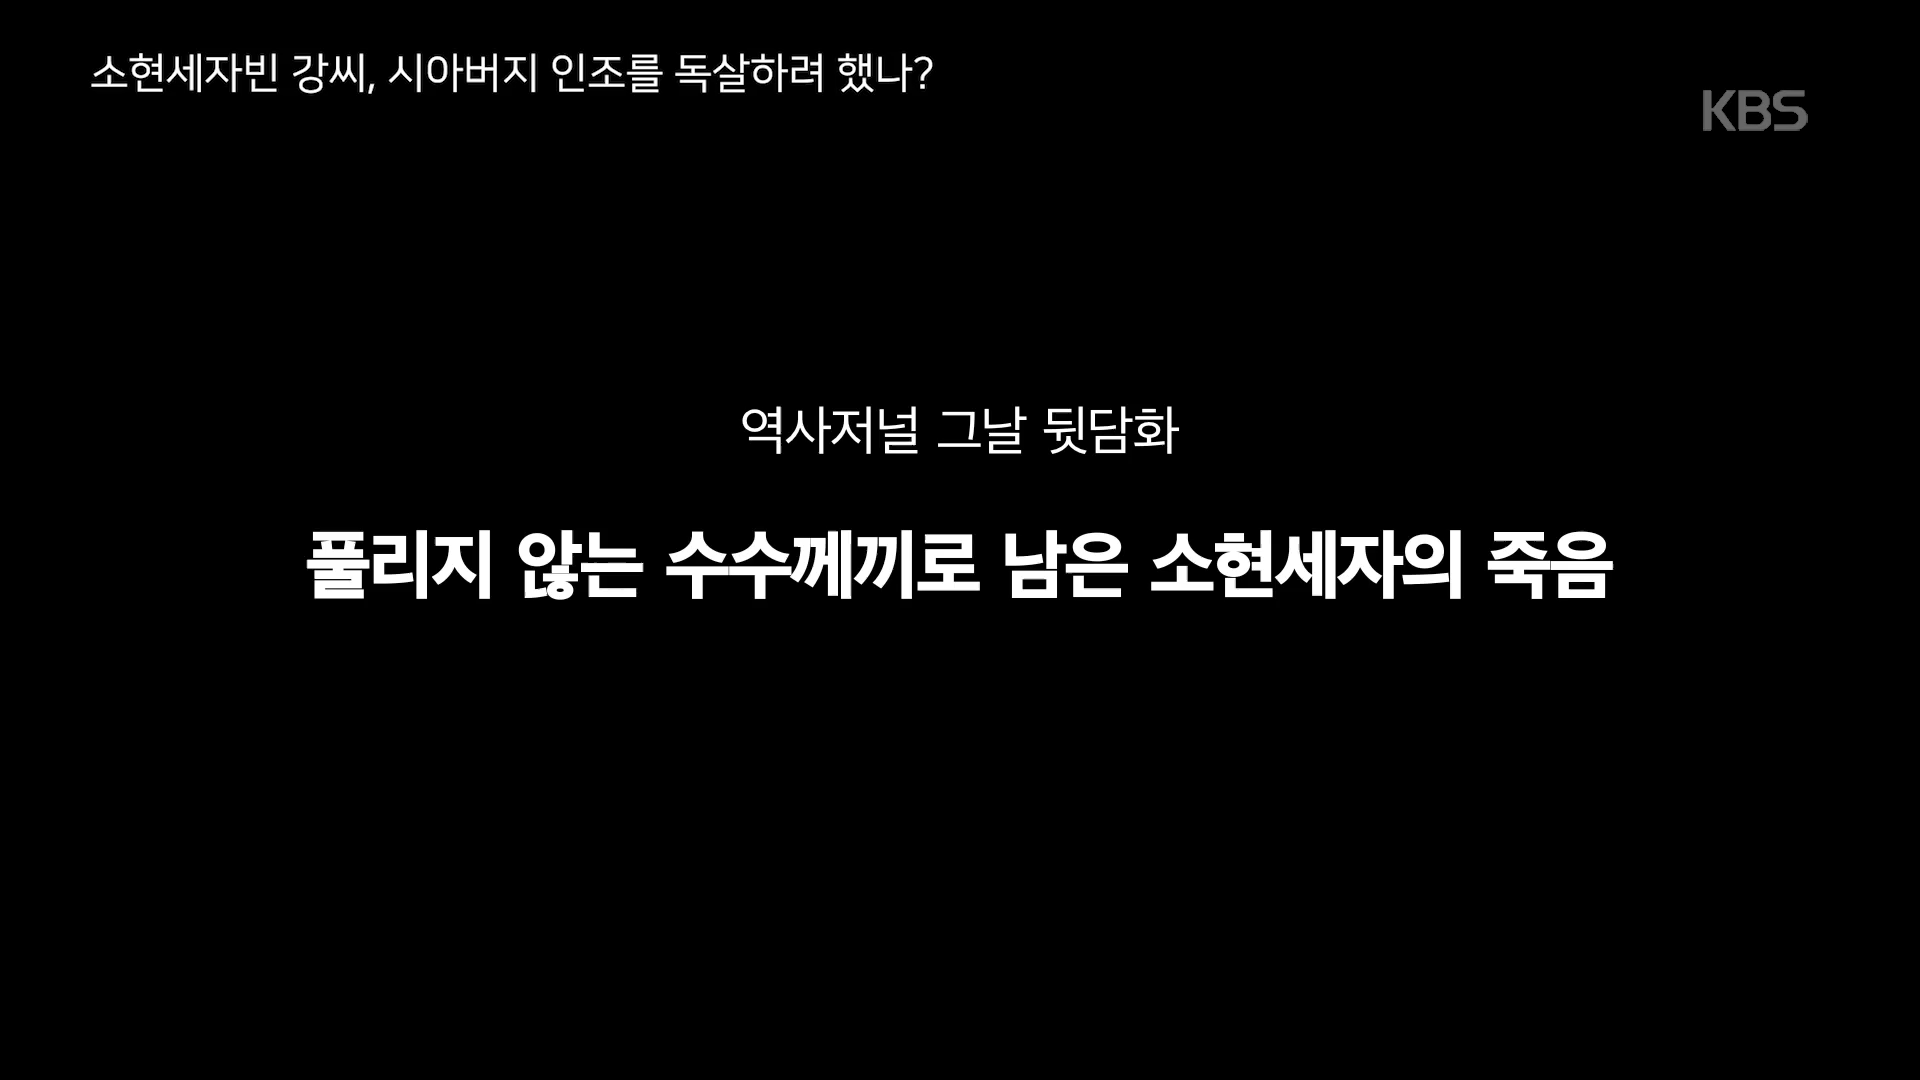 소현세자빈 강씨, 시아버지 인조를 독살하려 했나?
KBS
역사저널 그날 뒷담화
풀리지 않는 수수께끼로 남은 소현세자의 죽음